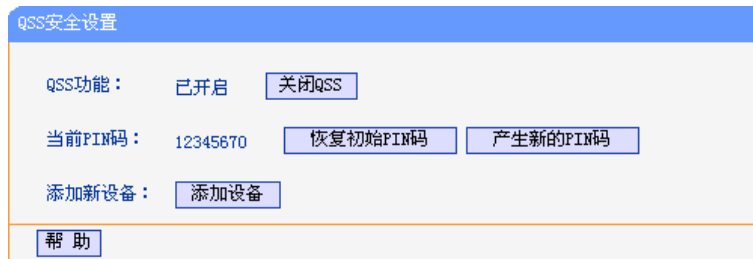 QSS安全设置
QSS功能： 已开启 关闭QSS
当前PIN码： 12345670 恢复初始PIN码 产生新的PIN码
添加新设备： 添加设备
帮 助